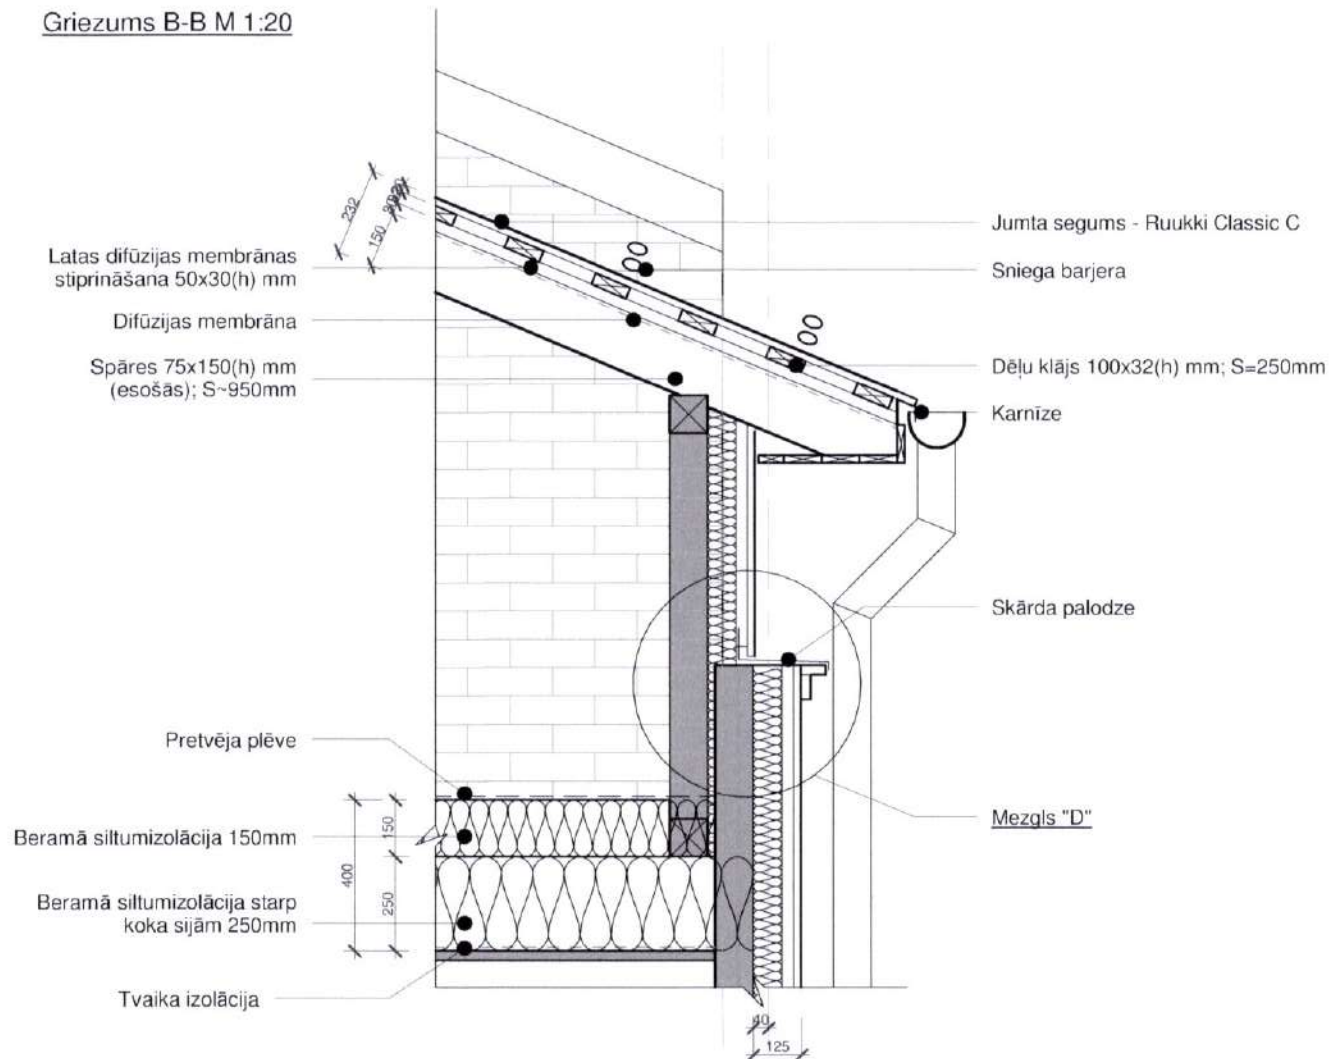 Griezums B-B M 1:20
232
150
Latas difūzijas membrānas
stiprināšana 50x30(h) mm
Difūzijas membrāna
Spāres 75x150(h) mm
(esošās); S~950mm
Jumta segums - Ruukki Classic C
Sniega barjera
Dēļu klājs 100x32(h) mm; S=250mm
Karnīze
Skārda palodze
Pretvēja plēve
Mezgls "D"
Beramā siltumizolācija 150mm
150
400
250
Beramā siltumizolācija starp
koka sijām 250mm
Tvaika izolācija
40
125